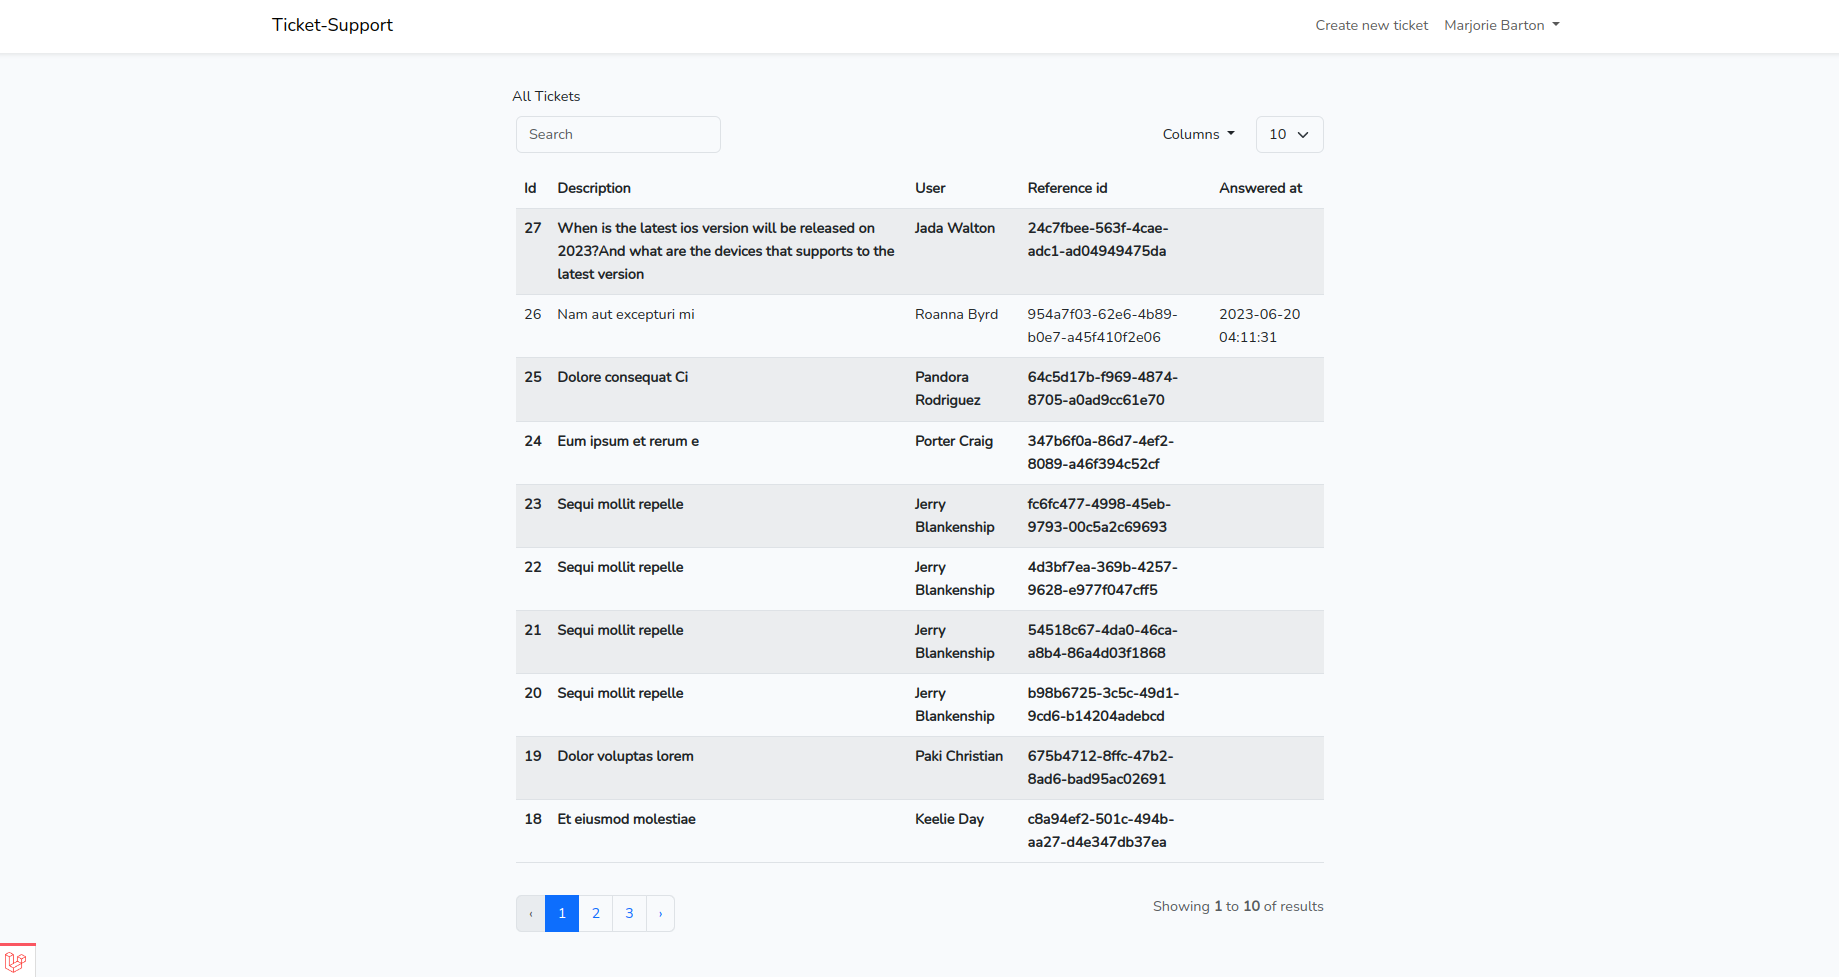 Ticket-Support
Create new ticket
Marjorie Barton
All Tickets
Search
Columns
10
Id Description User Reference id Answered at
27 When is the latest ios version will be released on Jada Walton 24c7fbee-563f-4cae-
2023?And what are the devices that supports to the adc1-ad04949475da
latest version
26 Nam aut excepturi mi Roanna Byrd 954a7f03-62e6-4b89- 2023-06-20
b0e7-a45f410f2e06 04:11:31
25 Dolore consequat Ci Pandora 64c5d17b-f969-4874-
Rodriguez 8705-a0ad9cc61e70
24 Eum ipsum et rerum e Porter Craig 347b6f0a-86d7-4ef2-
8089-a46f394c52cf
23 Sequi mollit repelle Jerry fc6fc477-4998-45eb-
Blankenship 9793-00c5a2c69693
22 Sequi mollit repelle Jerry 4d3bf7ea-369b-4257-
Blankenship 9628-e977f047cff5
21 Sequi mollit repelle Jerry 54518c67-4da0-46ca-
Blankenship a8b4-86a4d03f1868
20 Sequi mollit repelle Jerry b98b6725-3c5c-49d1-
Blankenship 9cd6-b14204adebcd
19 Dolor voluptas lorem Paki Christian 675b4712-8ffc-47b2-
8ad6-bad95ac02691
18 Et eiusmod molestiae Keelie Day c8a94ef2-501c-494b-
aa27-d4e347db37ea
‹ 1 2 3 ›
Showing 1 to 10 of results